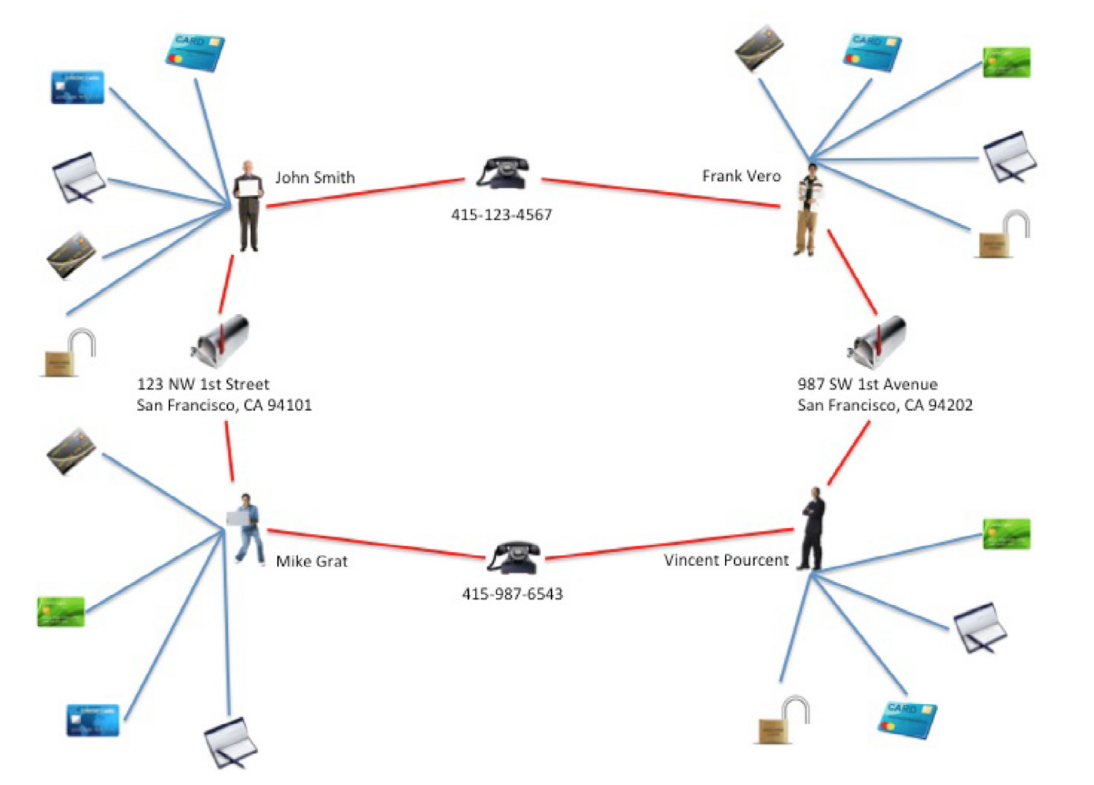 CARD
CARD
John Smith
Frank Vero
415-123-4567
123 NW 1st Street
San Francisco, CA 94101
987 SW 1st Avenue
San Francisco, CA 94202
Mike Grat
Vincent Pourcent
415-987-6543
CARD